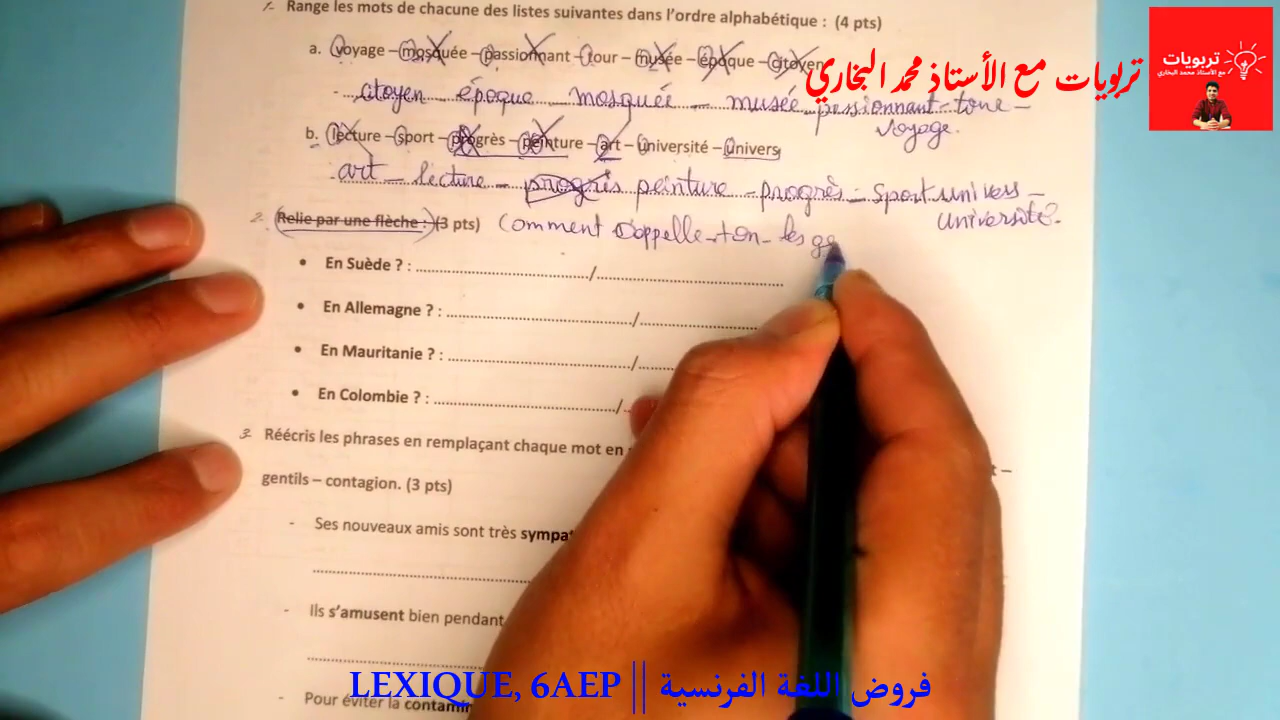 1- Range les mots de chacune des listes suivantes dans l'ordre alphabétique : (4 pts)
a. voyage – mosquée – passionnant – tour – musée – époque – citoyen
citoyen époque mosquée – musée passionnant – tour –
voyage.
b. lecture – sport – progrès – peinture – art – université – univers
art – lecture – progrès peinture – progrès – sport univers –
université.
2. Relie par une flèche : (3 pts) Comment s'appelle-t-on les ge
• En Suède ? : ............/............
• En Allemagne ? : ............/............
• En Mauritanie ? : ............/............
• En Colombie ? : ............/
3. Réécris les phrases en remplaçant chaque mot en
gentils – contagion. (3 pts)
- Ses nouveaux amis sont très sympa
- Ils s'amusent bien pendant
- Pour éviter la contamin
تربويات مع الأستاذ محمد البخاري
تربويات
مع الأستاذ محمد البخاري
LEXIQUE, 6AEP || فروض اللغة الفرنسية